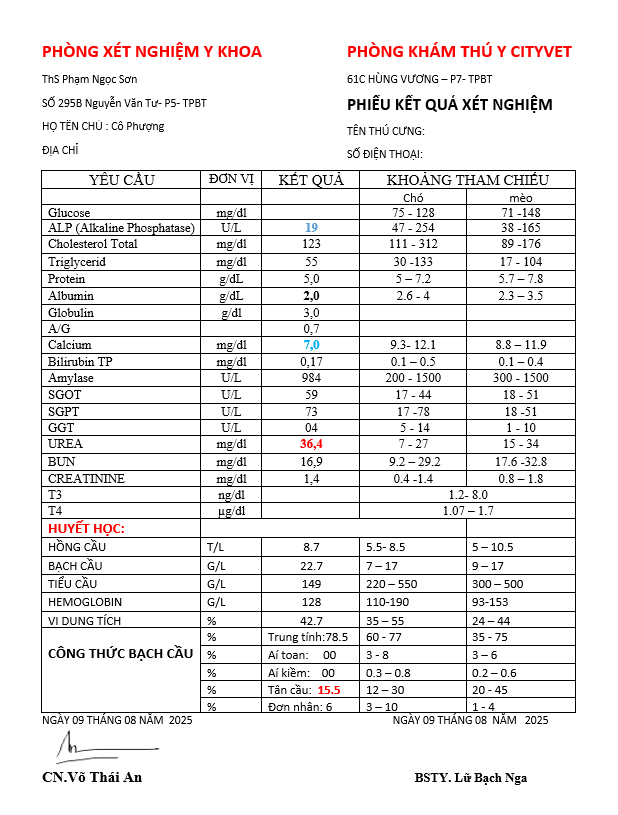 PHÒNG XÉT NGHIỆM Y KHOA PHÒNG KHÁM THÚ Y CITYVET
ThS Phạm Ngọc Sơn 61C HÙNG VƯƠNG – P7- TPBT
SỐ 295B Nguyễn Văn Tư- P5- TPBT PHIẾU KẾT QUẢ XÉT NGHIỆM
HỌ TÊN CHỦ : Cô Phượng TÊN THÚ CƯNG:
ĐỊA CHỈ SỐ ĐIỆN THOẠI:
YÊU CẦU ĐƠN VỊ KẾT QUẢ KHOẢNG THAM CHIẾU
Chó mèo
Glucose mg/dl 75 - 128 71 -148
ALP (Alkaline Phosphatase) U/L 19 47 - 254 38 -165
Cholesterol Total mg/dl 123 111 - 312 89 -176
Triglycerid mg/dl 55 30 -133 17 - 104
Protein g/dL 5,0 5 – 7.2 5.7 – 7.8
Albumin g/dL 2,0 2.6 - 4 2.3 – 3.5
Globulin g/dl 3,0
A/G 0,7
Calcium mg/dl 7,0 9.3- 12.1 8.8 – 11.9
Bilirubin TP mg/dl 0,17 0.1 – 0.5 0.1 – 0.4
Amylase U/L 984 200 - 1500 300 - 1500
SGOT U/L 59 17 - 44 18 - 51
SGPT U/L 73 17 -78 18 -51
GGT U/L 04 5 - 14 1 - 10
UREA mg/dl 36,4 7 - 27 15 - 34
BUN mg/dl 16,9 9.2 – 29.2 17.6 -32.8
CREATININE mg/dl 1,4 0.4 -1.4 0.8 – 1.8
T3 ng/dl 1.2- 8.0
T4 µg/dl 1.07 – 1.7
HUYẾT HỌC:
HỒNG CẦU T/L 8.7 5.5- 8.5 5 – 10.5
BẠCH CẦU G/L 22.7 7 – 17 9 – 17
TIỂU CẦU G/L 149 220 – 550 300 – 500
HEMOGLOBIN G/L 128 110-190 93-153
VI DUNG TÍCH % 42.7 35 – 55 24 – 44
CÔNG THỨC BẠCH CẦU % Trung tính:78.5 60 - 77 35 - 75
% Aí toan: 00 3 - 8 3 – 6
% Aí kiềm: 00 0.3 – 0.8 0.2 – 0.6
% Tân cầu: 15.5 12 – 30 20 - 45
% Đơn nhân: 6 3 – 10 1 - 4
NGÀY 09 THÁNG 08 NĂM 2025 NGÀY 09 THÁNG 08 NĂM 2025
CN.Võ Thái An BSTY. Lữ Bạch Nga